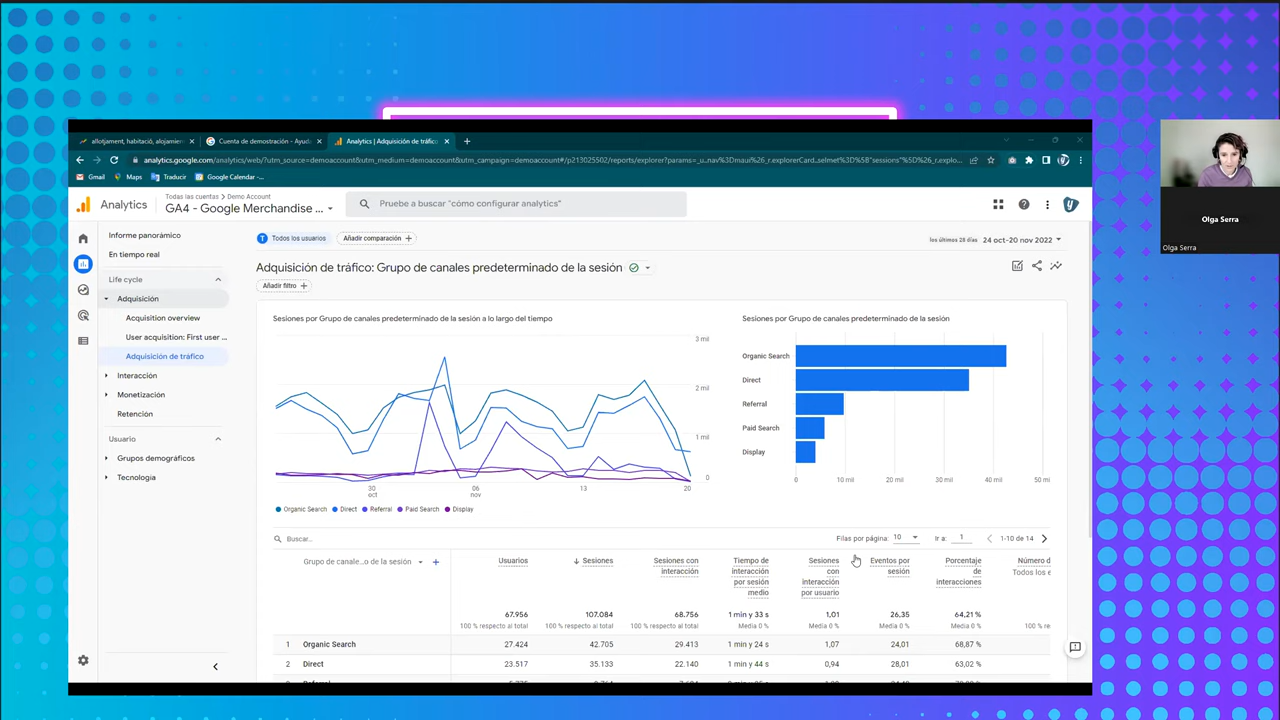 allotjament, habitació, alojamie
Cuenta de demostración - Ayuda
Analytics | Adquisición de tráfico
analytics.google.com/analytics/web/?utm_source=demoaccount&utm_medium=demoaccount&utm_campaign=demoaccount#/p213025502/reports/explorer?params=_u..nav%3Dmaui&_r.explorerCard..selmet=%5B"sessions"%5D&_r.explo...
Gmail Maps Traducir Google Calendar -...
Analytics
Todas las cuentas > Demo Account
GA4 - Google Merchandise ...
Pruebe a buscar "cómo configurar analytics"
Informe panorámico
En tiempo real
Life cycle
Adquisición
Acquisition overview
User acquisition: First user ...
Adquisición de tráfico
Interacción
Monetización
Retención
Usuario
Grupos demográficos
Tecnología
T Todos los usuarios
Añadir comparación +
los últimos 28 días 24 oct-20 nov 2022
Adquisición de tráfico: Grupo de canales predeterminado de la sesión
Añadir filtro +
Sesiones por Grupo de canales predeterminado de la sesión a lo largo del tiempo
3 mil
2 mil
1 mil
0
30 oct
06 nov
13
20
Organic Search Direct Referral Paid Search Display
Sesiones por Grupo de canales predeterminado de la sesión
Organic Search
Direct
Referral
Paid Search
Display
0 10 mil 20 mil 30 mil 40 mil 50 mil
Buscar...
Filas por página: 10 Ir a: 1 1-10 de 14
Grupo de canale...o de la sesión
Usuarios
Sesiones
Sesiones con interacción
Tiempo de interacción por sesión medio
Sesiones con interacción por usuario
Eventos por sesión
Porcentaje de interacciones
Número d
Todos los e
67.956 107.084 68.756 1 min y 33 s 1,01 26,35 64,21 %
100 % respecto al total 100 % respecto al total 100 % respecto al total Media 0 % Media 0 % Media 0 % Media 0 % 100 % re
1 Organic Search 27.424 42.705 29.413 1 min y 24 s 1,07 24,01 68,87 %
2 Direct 23.517 35.133 22.140 1 min y 44 s 0,94 28,01 63,02 %
Olga Serra
Olga Serra